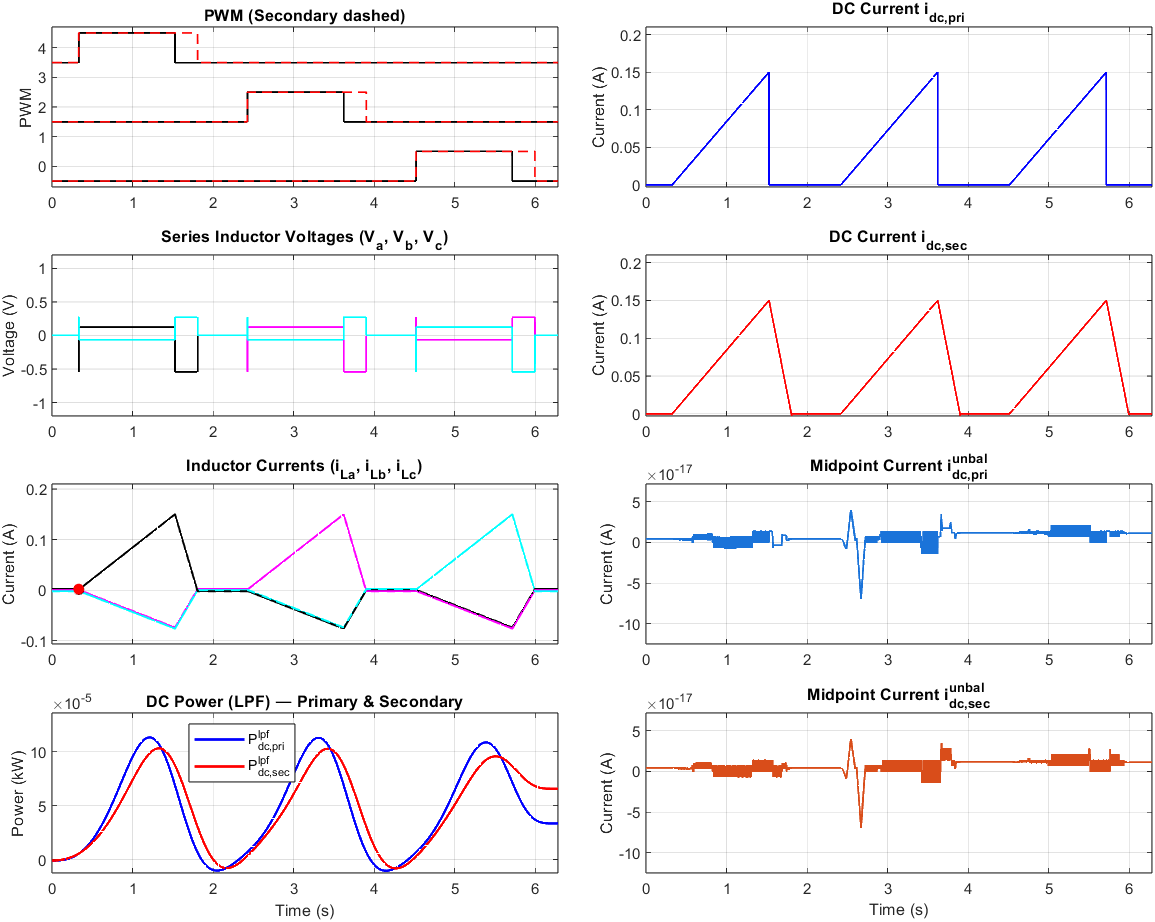 PWM (Secondary dashed)
PWM
4
3
2
1
0
0 1 2 3 4 5 6
DC Current i_dc,pri
Current (A)
0.2
0.15
0.1
0.05
0
0 1 2 3 4 5 6
Series Inductor Voltages (V_a, V_b, V_c)
Voltage (V)
1
0.5
0
-0.5
-1
0 1 2 3 4 5 6
DC Current i_dc,sec
Current (A)
0.2
0.15
0.1
0.05
0
0 1 2 3 4 5 6
Inductor Currents (i_La, i_Lb, i_Lc)
Current (A)
0.2
0.1
0
-0.1
0 1 2 3 4 5 6
Midpoint Current i_dc,pri^unbal
×10^-17
Current (A)
5
0
-5
-10
0 1 2 3 4 5 6
DC Power (LPF) — Primary & Secondary
×10^-5
Power (kW)
10
5
0
P_dc,pri^lpf
P_dc,sec^lpf
0 1 2 3 4 5 6
Time (s)
Midpoint Current i_dc,sec^unbal
×10^-17
Current (A)
5
0
-5
-10
0 1 2 3 4 5 6
Time (s)